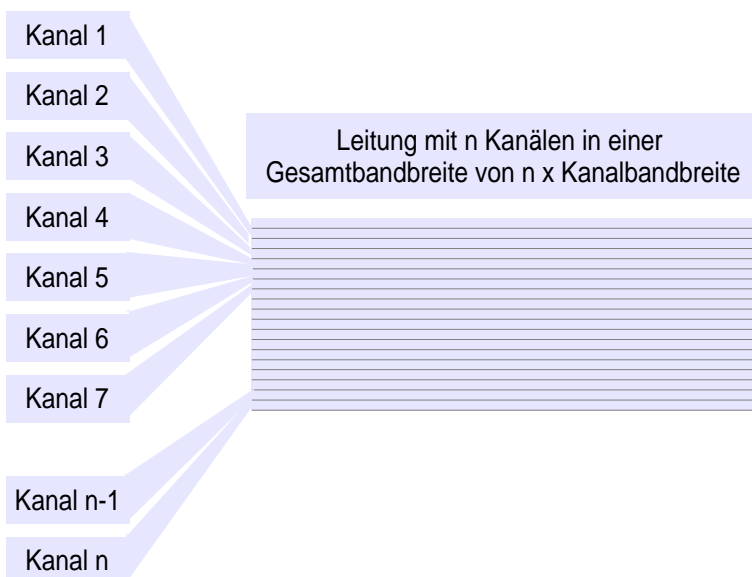 Kanal 1
Kanal 2
Kanal 3
Kanal 4
Kanal 5
Kanal 6
Kanal 7
Kanal n-1
Kanal n
Leitung mit n Kanälen in einer
Gesamtbandbreite von n x Kanalbandbreite